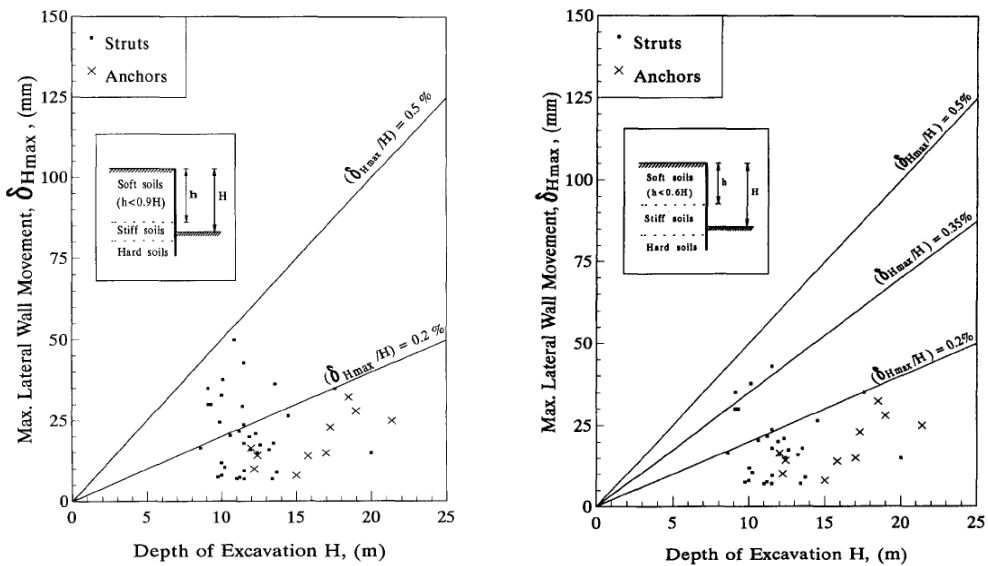 150
125
100
75
50
25
0
Max. Lateral Wall Movement, δHmax , (mm)
Struts
× Anchors
Soft soils
(h<0.9H)
Stiff soils
Hard soils
h
H
(δHmax /H) = 0.5 %
(δHmax /H) = 0.2 %
0 5 10 15 20 25
Depth of Excavation H, (m)
150
125
100
75
50
25
0
Max. Lateral Wall Movement, δHmax , (mm)
Struts
× Anchors
Soft soils
(h<0.6H)
Stiff soils
Hard soils
h
H
(δHmax/H) = 0.5%
(δHmax/H) = 0.35%
(δHmax/H) = 0.2%
0 5 10 15 20 25
Depth of Excavation H, (m)